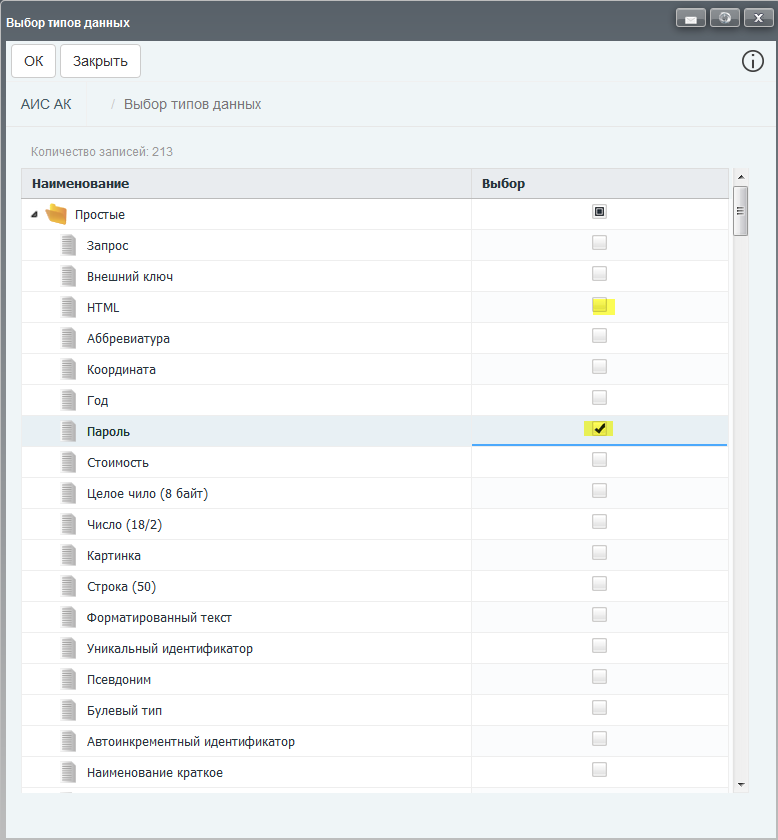 Выбор типов данных
X
ОК Закрыть
АИС АК / Выбор типов данных
Количество записей: 213
Наименование Выбор
Простые
Запрос
Внешний ключ
HTML
Аббревиатура
Координата
Год
Пароль
Стоимость
Целое чило (8 байт)
Число (18/2)
Картинка
Строка (50)
Форматированный текст
Уникальный идентификатор
Псевдоним
Булевый тип
Автоинкрементный идентификатор
Наименование краткое